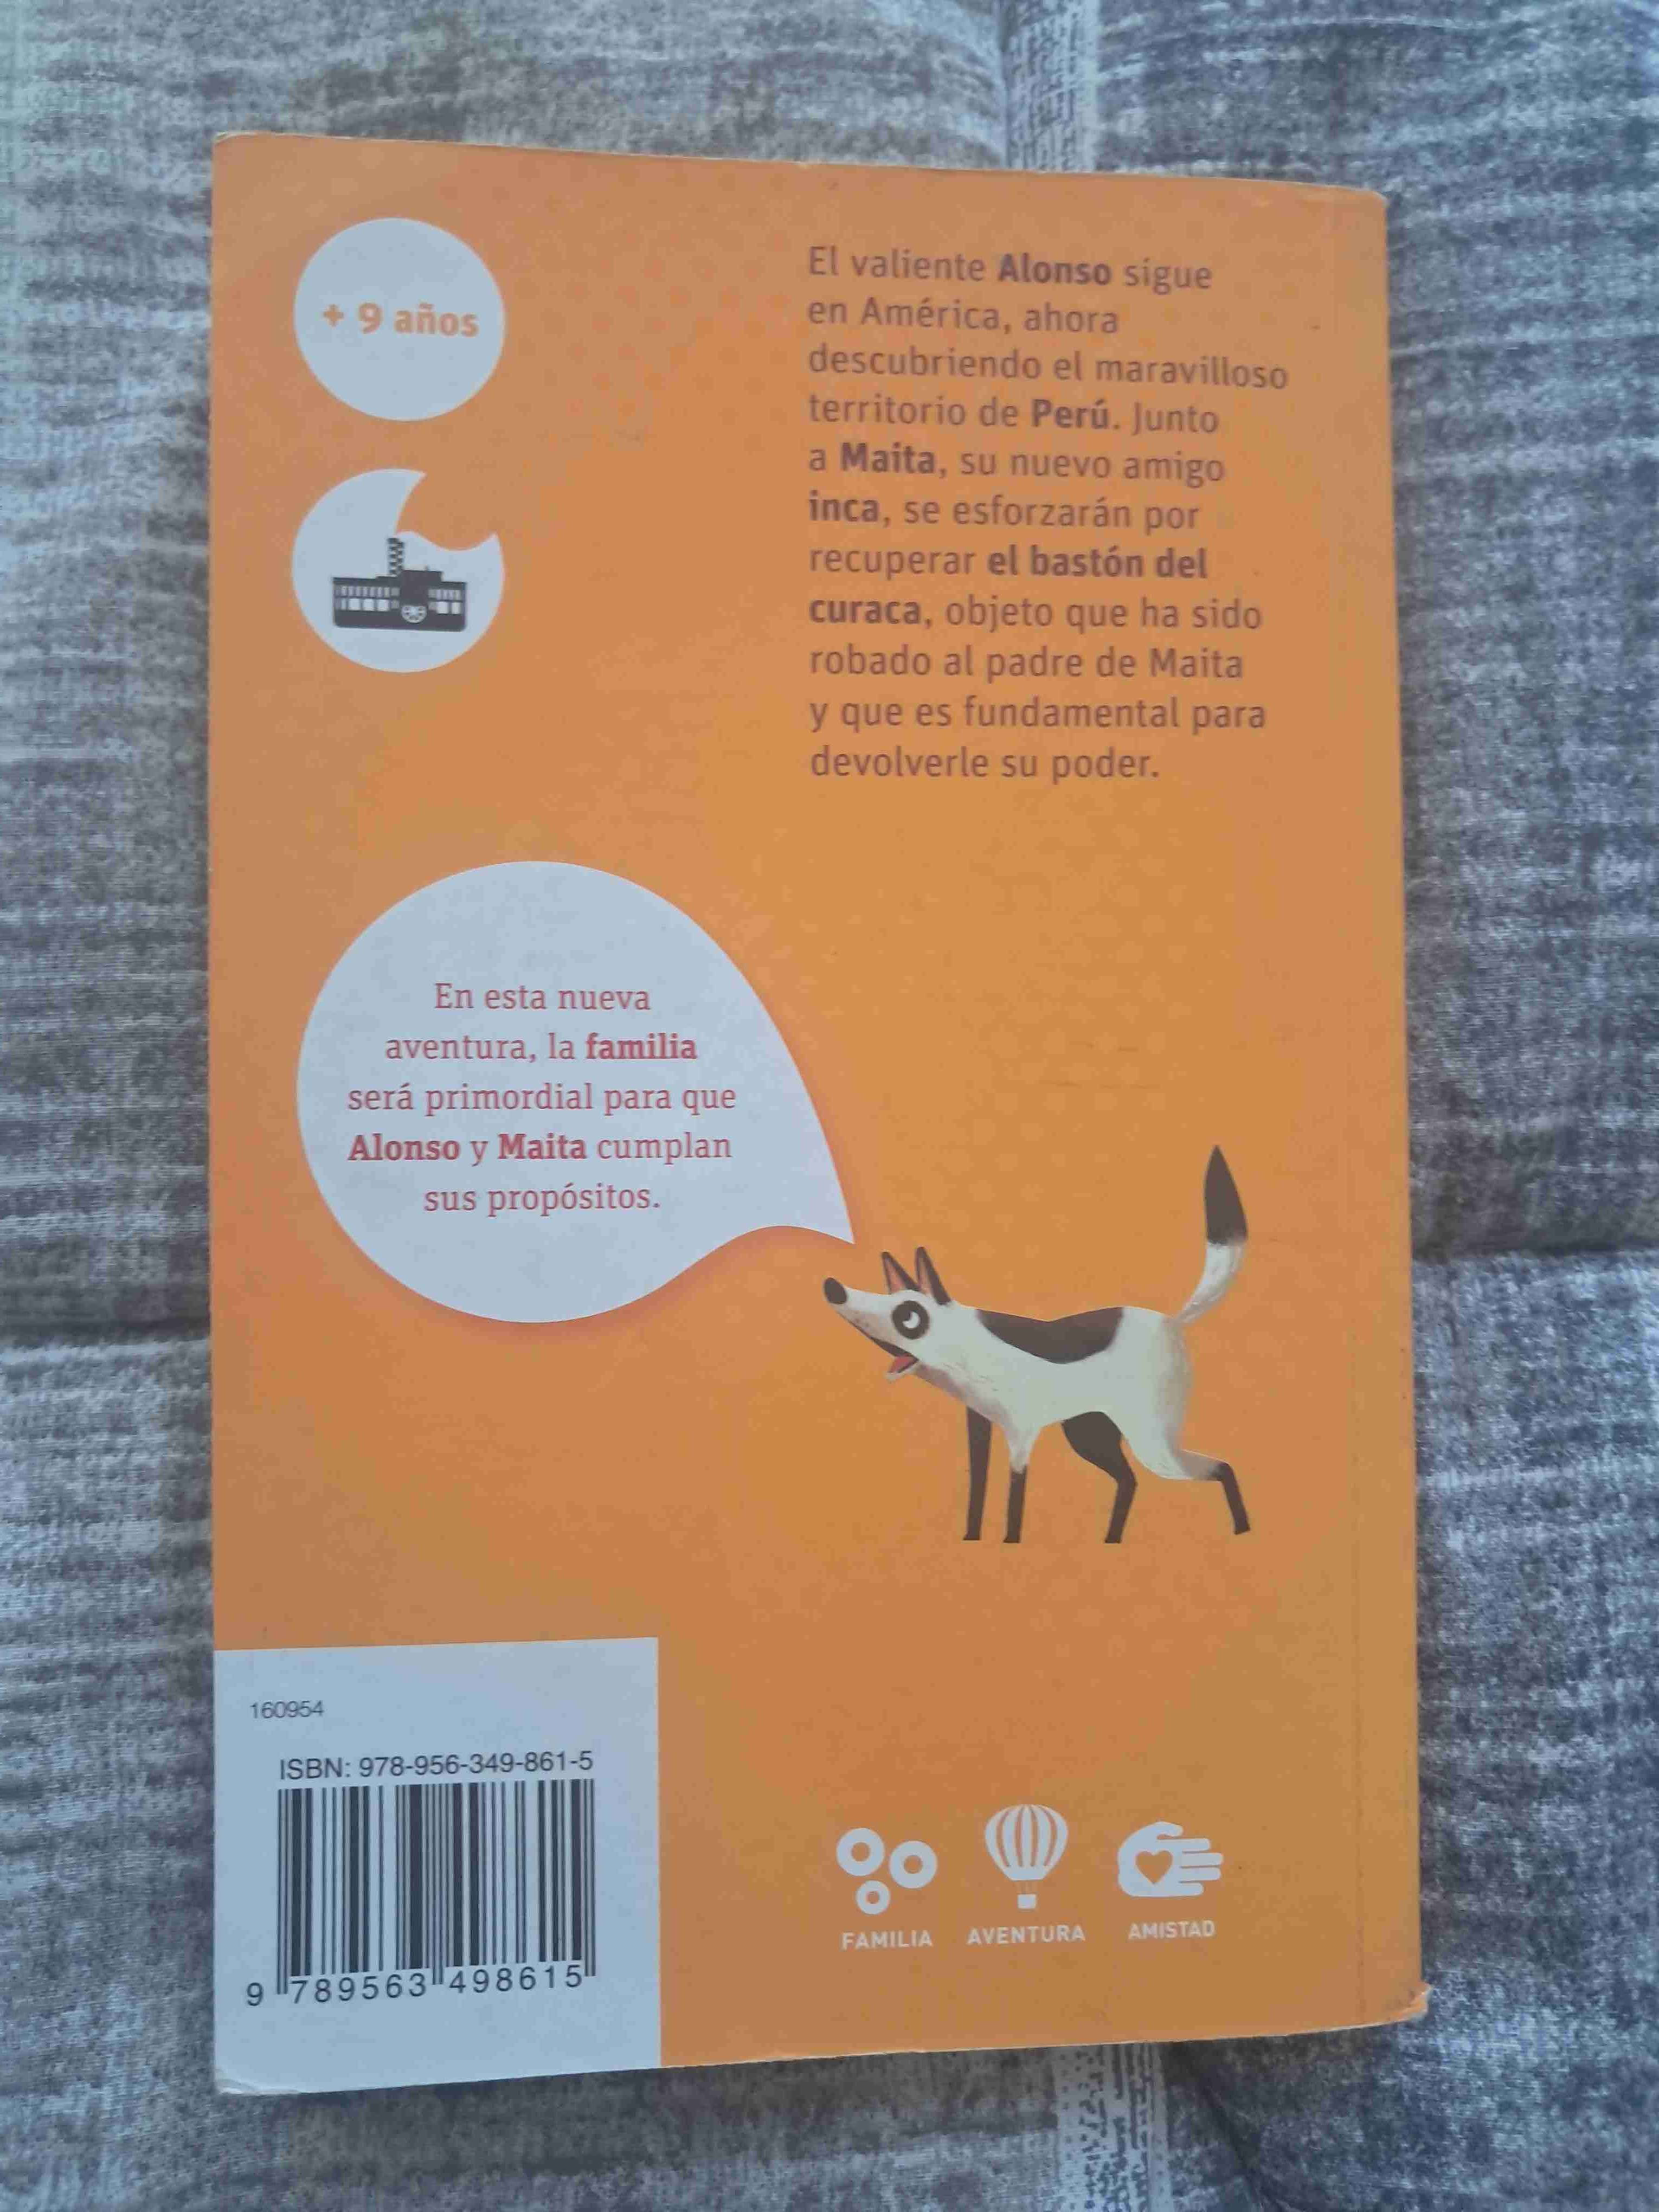 + 9 años
El valiente Alonso sigue
en América, ahora
descubriendo el maravilloso
territorio de Perú. Junto
a Maita, su nuevo amigo
inca, se esforzarán por
recuperar el bastón del
curaca, objeto que ha sido
robado al padre de Maita
y que es fundamental para
devolverle su poder.
En esta nueva
aventura, la familia
será primordial para que
Alonso y Maita cumplan
sus propósitos.
160954
ISBN: 978-956-349-861-5
9 789563 498615
FAMILIA AVENTURA AMISTAD